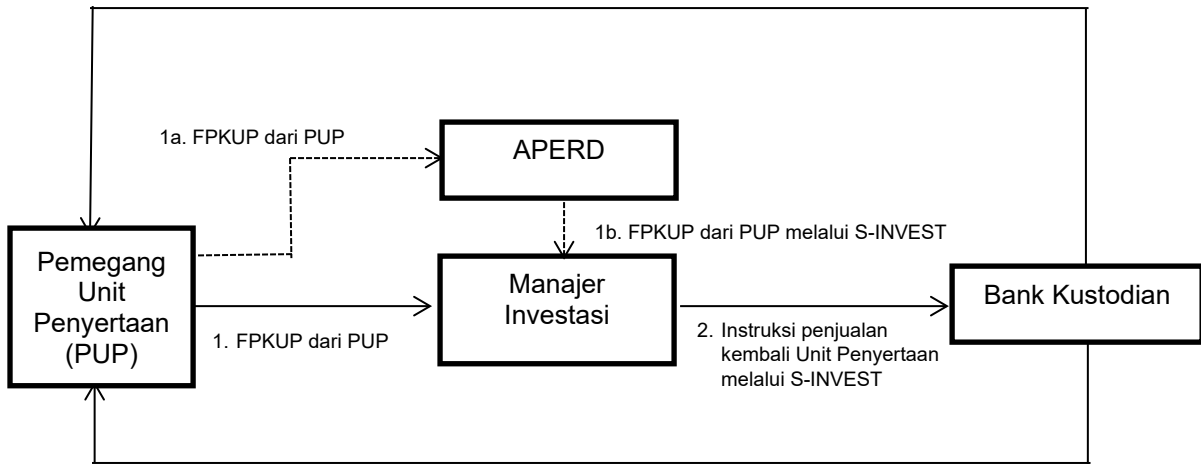 1a. FPKUP dari PUP
APERD
1b. FPKUP dari PUP melalui S-INVEST
Pemegang
Unit
Penyertaan
(PUP)
1. FPKUP dari PUP
Manajer
Investasi
2. Instruksi penjualan
kembali Unit Penyertaan
melalui S-INVEST
Bank Kustodian